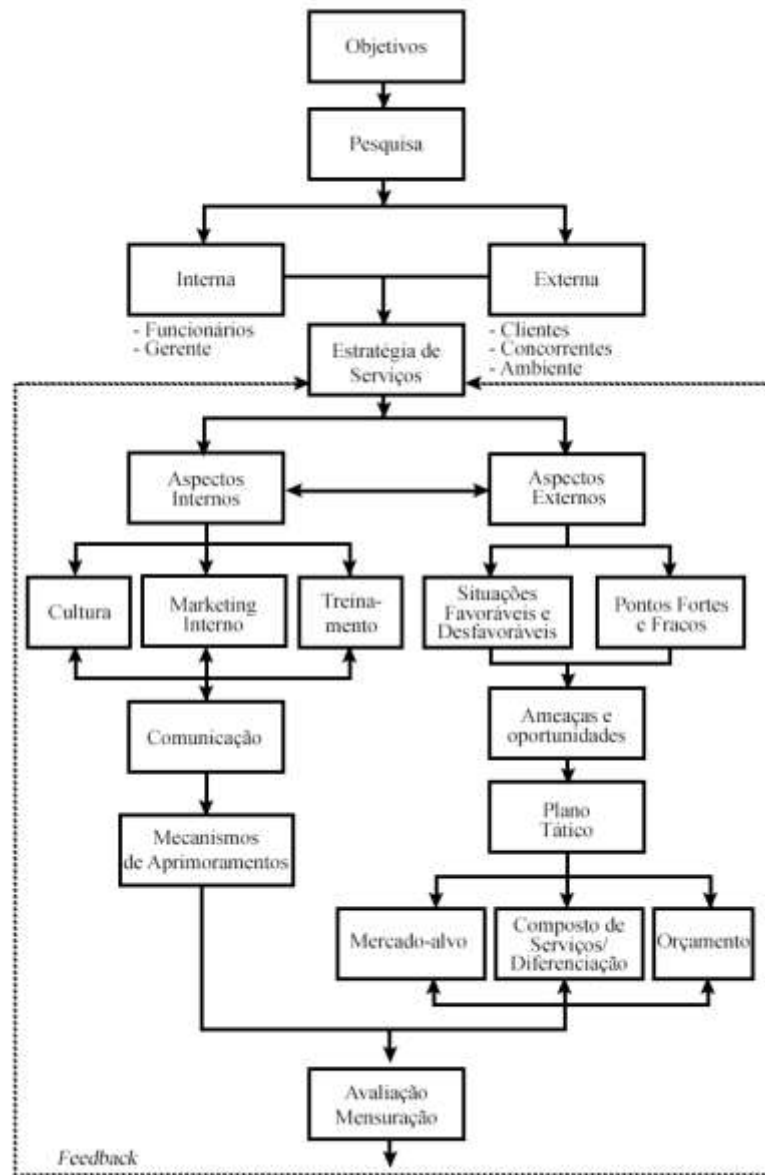 Objetivos
Pesquisa
Interna
Externa
- Funcionários
- Gerente
- Clientes
- Concorrentes
- Ambiente
Estratégia de
Serviços
Aspectos
Internos
Aspectos
Externos
Cultura
Marketing
Interno
Treina-
mento
Situações
Favoráveis e
Desfavoráveis
Pontos Fortes
e Fracos
Comunicação
Ameaças e
oportunidades
Mecanismos
de Aprimoramentos
Plano
Tático
Mercado-alvo
Composto de
Serviços/
Diferenciação
Orçamento
Avaliação
Mensuração
Feedback